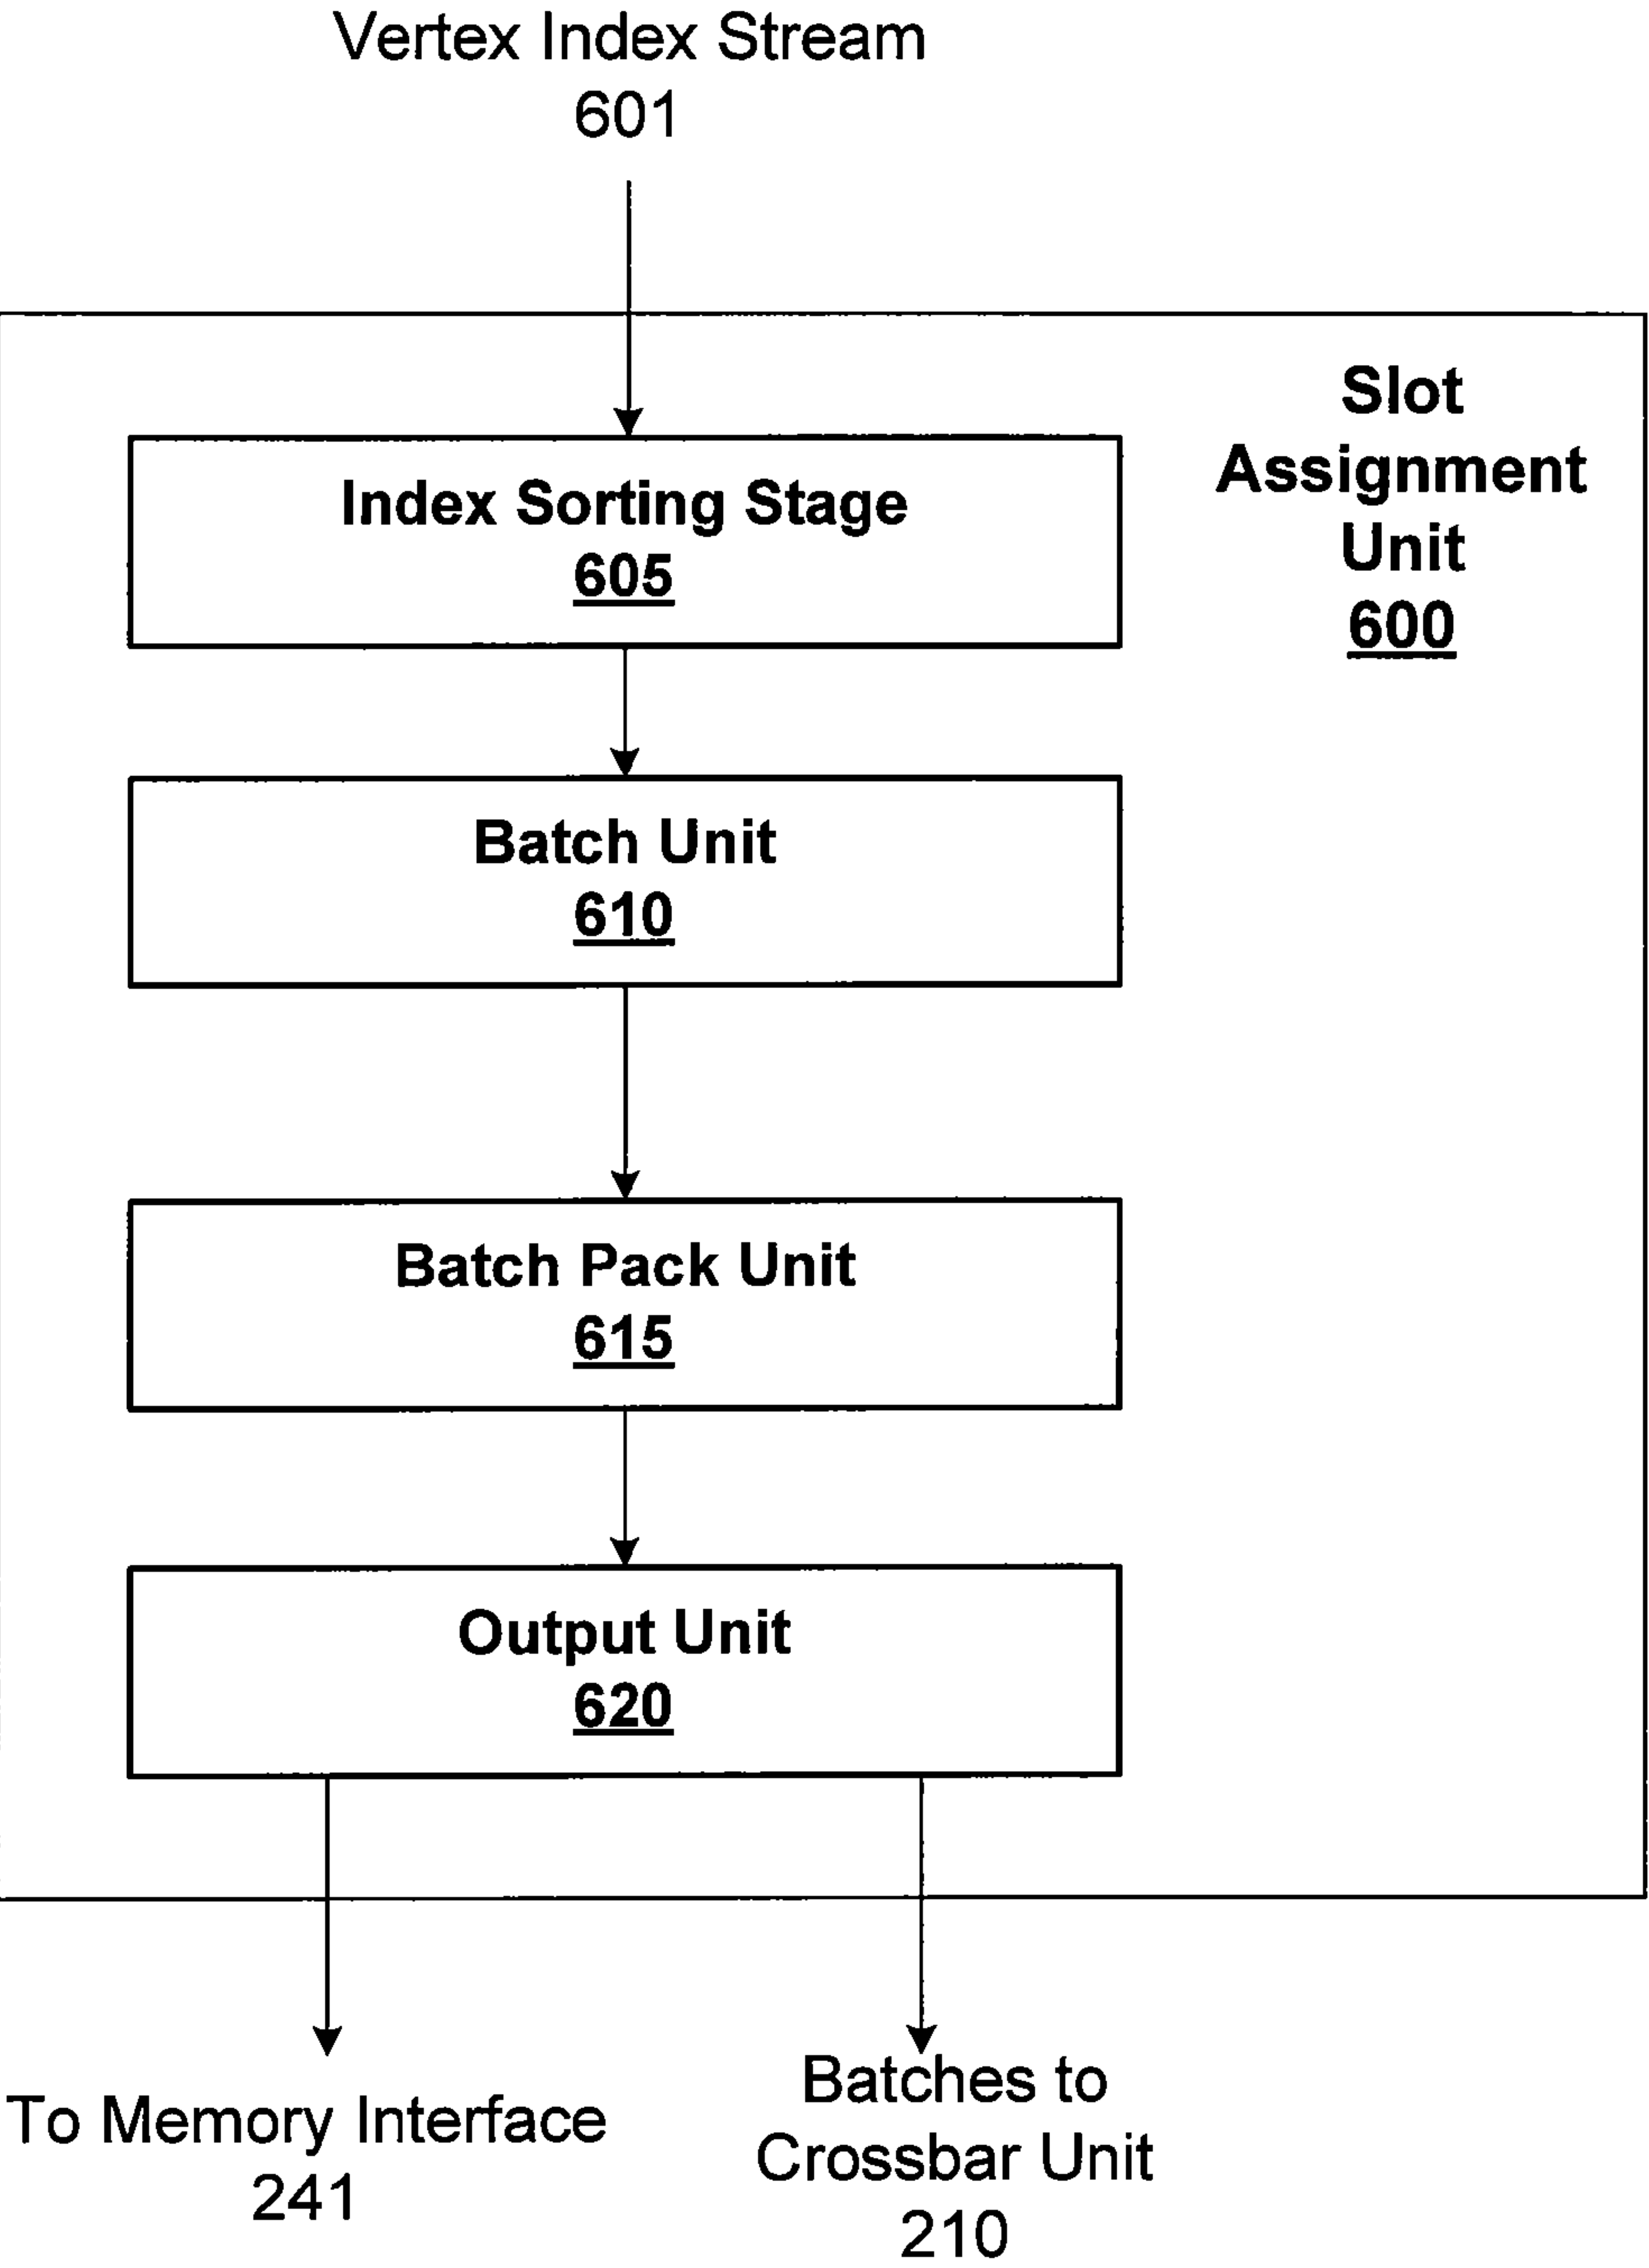 Vertex Index Stream
601
Slot
Assignment
Unit
600
Index Sorting Stage
605
Batch Unit
610
Batch Pack Unit
615
Output Unit
620
To Memory Interface
241
Batches to
Crossbar Unit
210